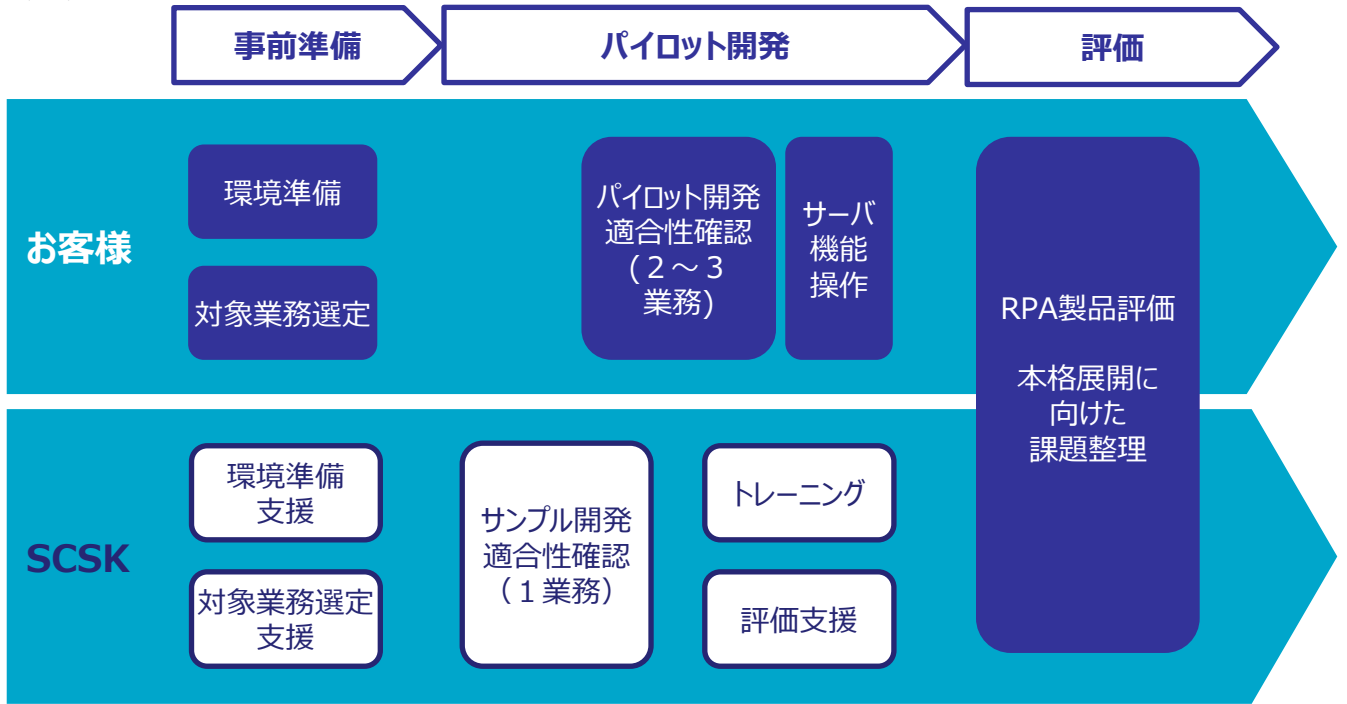 事前準備
パイロット開発
評価
お客様
環境準備
対象業務選定
パイロット開発
適合性確認
(２～３
業務)
サーバ
機能
操作
RPA製品評価
本格展開に
向けた
課題整理
SCSK
環境準備
支援
対象業務選定
支援
サンプル開発
適合性確認
(１業務)
トレーニング
評価支援